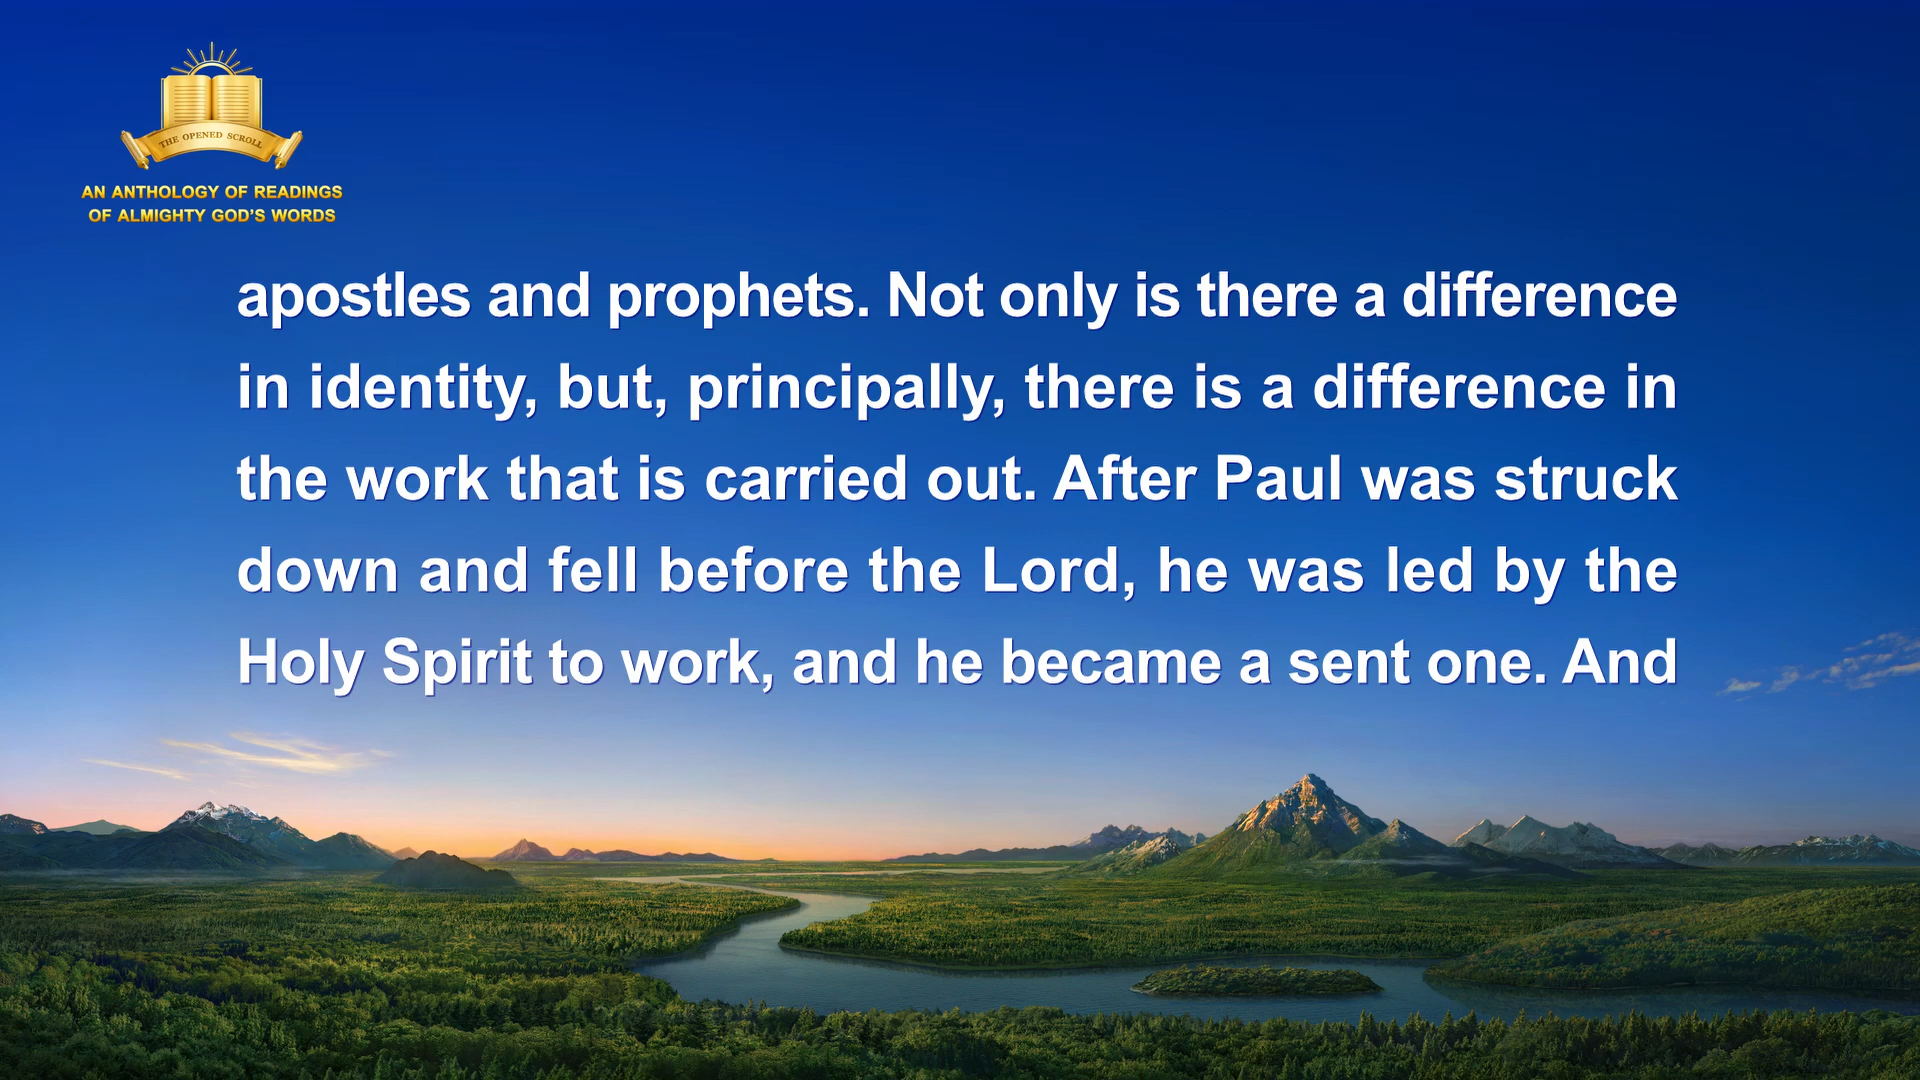 THE OPENED SCROLL
AN ANTHOLOGY OF READINGS
OF ALMIGHTY GOD'S WORDS
apostles and prophets. Not only is there a difference
in identity, but, principally, there is a difference in
the work that is carried out. After Paul was struck
down and fell before the Lord, he was led by the
Holy Spirit to work, and he became a sent one. And